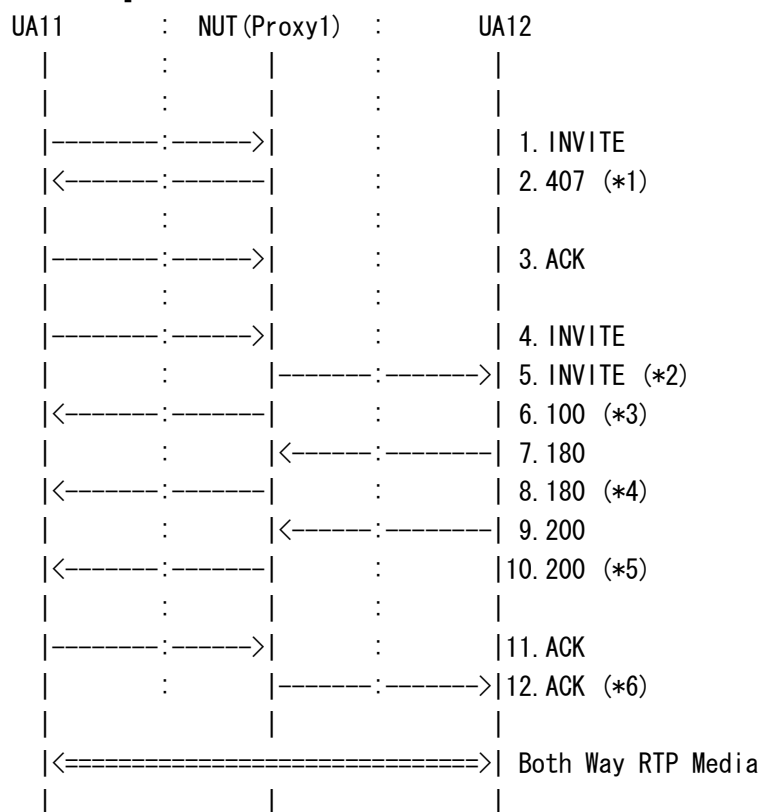 UA11 : NUT(Proxy1) : UA12
| : | : |
| : | : |
|-------:------>| : | 1. INVITE
|<-------:-------| : | 2. 407 (*1)
| : | : |
|-------:------>| : | 3. ACK
| : | : |
|-------:------>| : | 4. INVITE
| : |------:------->| 5. INVITE (*2)
|<-------:-------| : | 6. 100 (*3)
| : |<------:-------| 7. 180
|<-------:-------| : | 8. 180 (*4)
| : |<------:-------| 9. 200
|<-------:-------| : |10. 200 (*5)
| : | : |
|-------:------>| : |11. ACK
| : |------:------->|12. ACK (*6)
| | |
|<=============================>| Both Way RTP Media
| | |